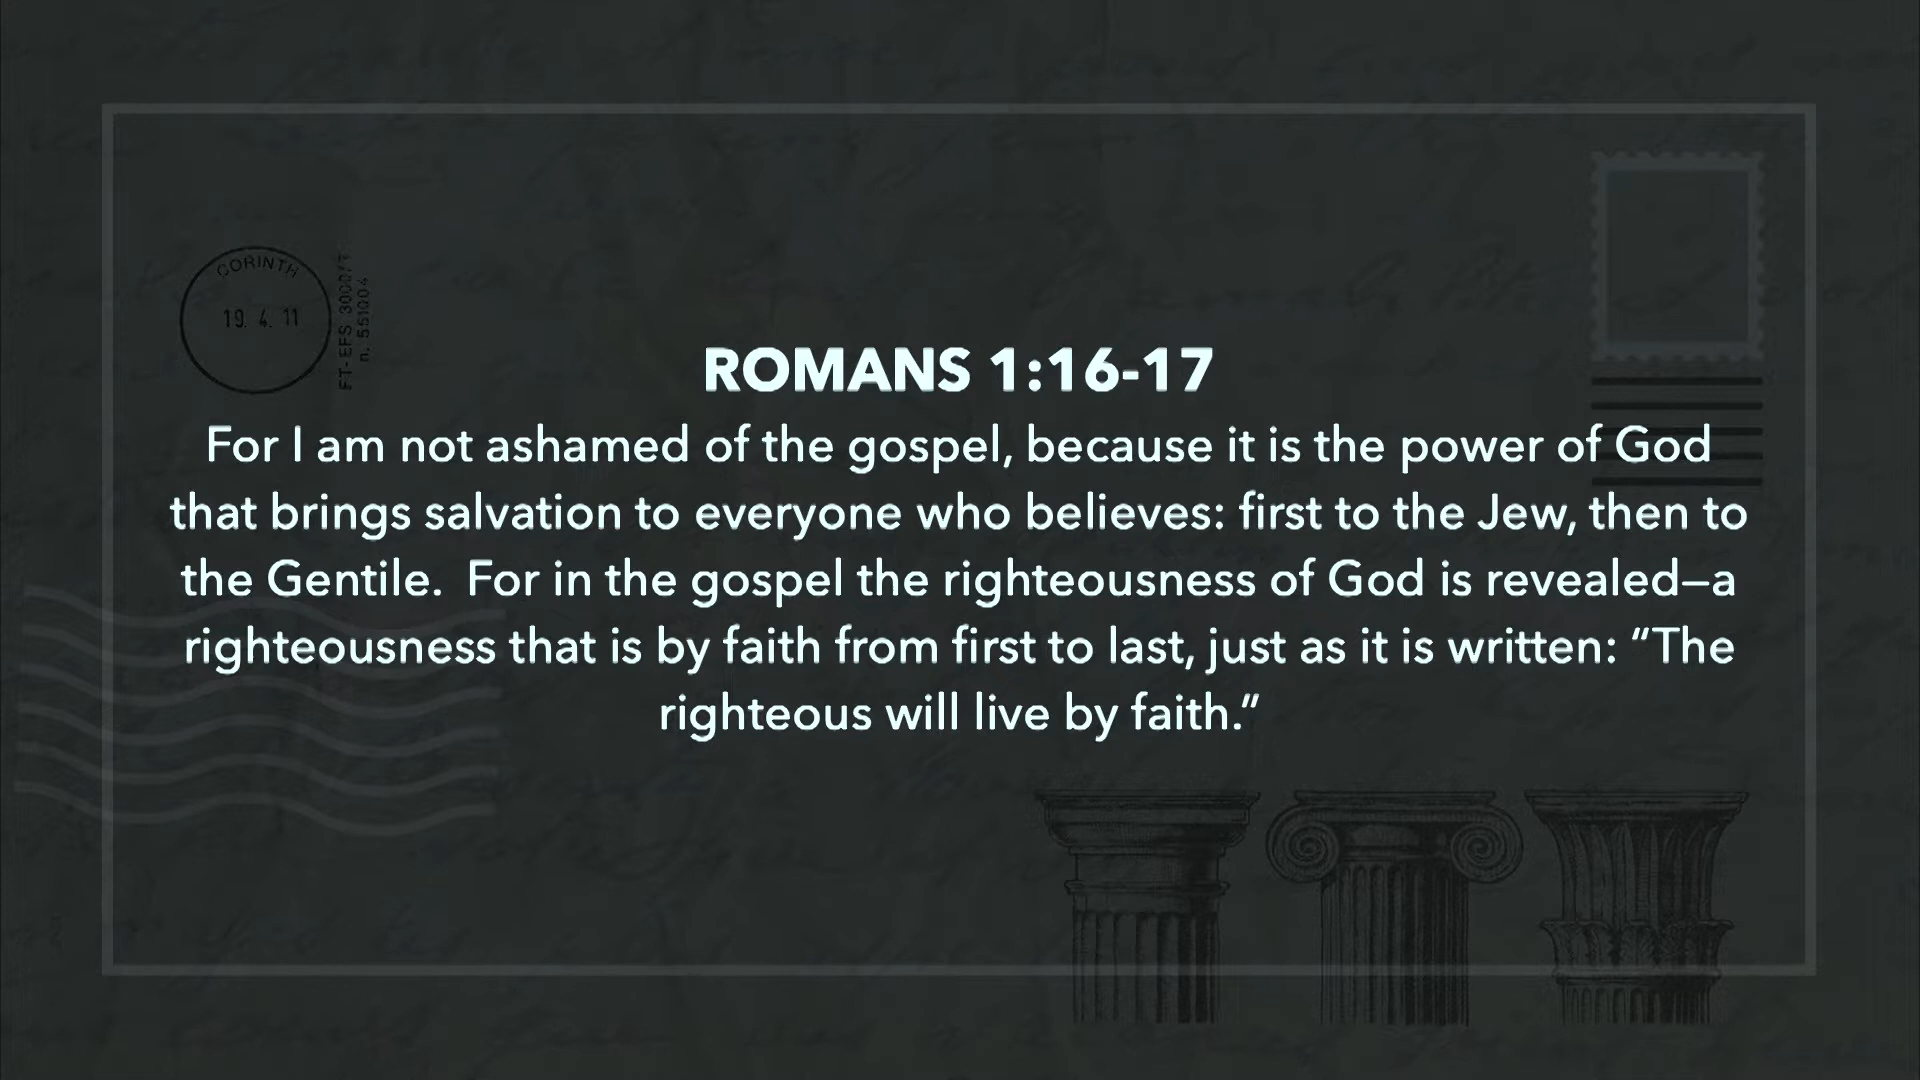 CORINTH
19. 4. 11
FT-EFS 3000/T
n. 551004
ROMANS 1:16-17
For I am not ashamed of the gospel, because it is the power of God
that brings salvation to everyone who believes: first to the Jew, then to
the Gentile.  For in the gospel the righteousness of God is revealed—a
righteousness that is by faith from first to last, just as it is written: “The
righteous will live by faith.”